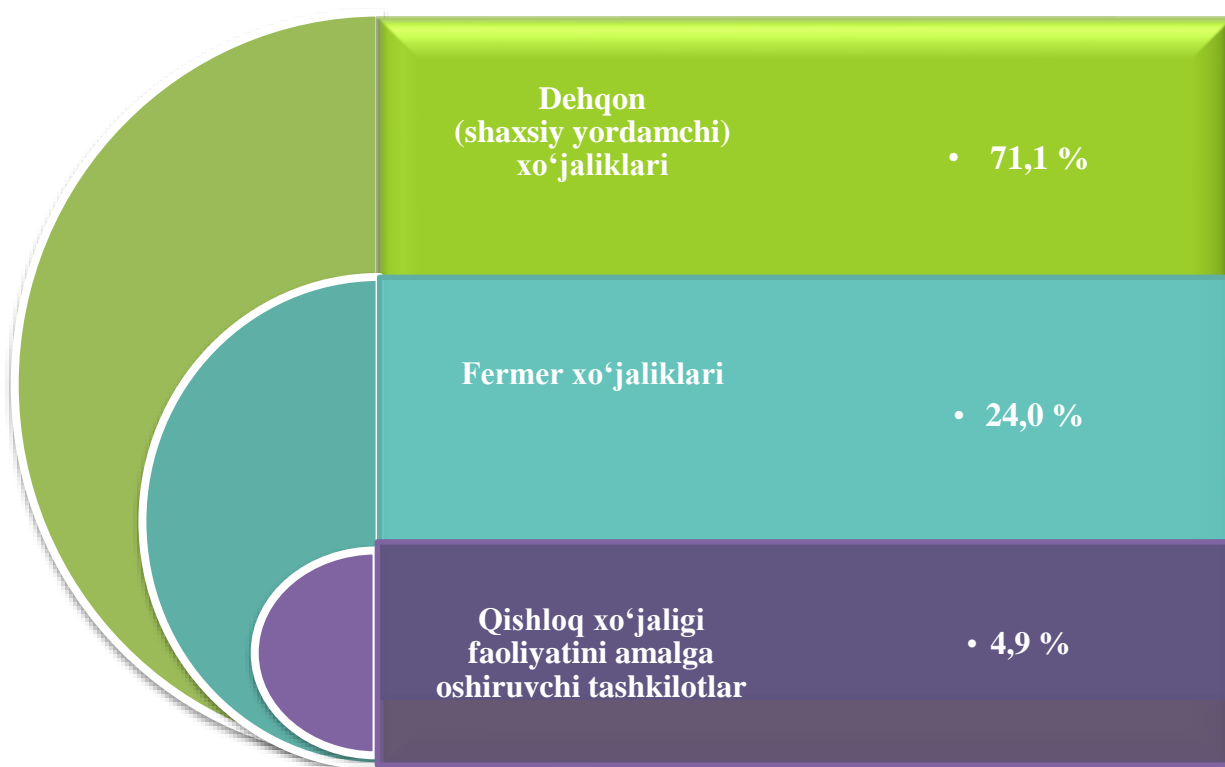 Dehqon
(shaxsiy yordamchi)
xo‘jaliklari
• 71,1 %
Fermer xo‘jaliklari
• 24,0 %
Qishloq xo‘jaligi
faoliyatini amalga
oshiruvchi tashkilotlar
• 4,9 %